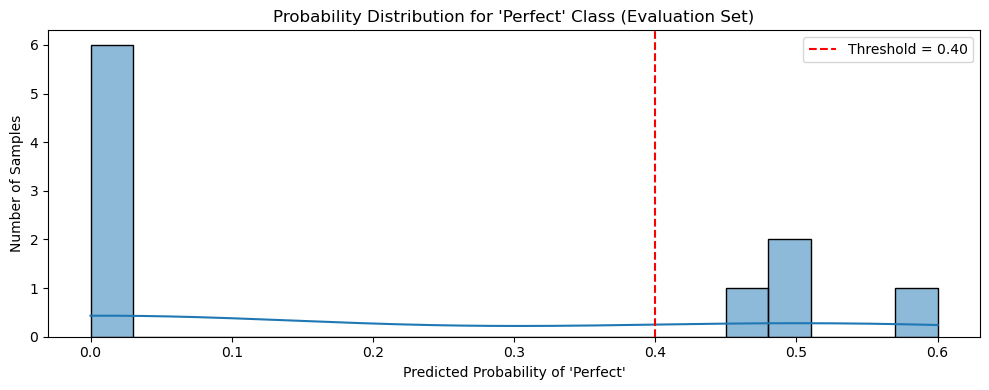 Probability Distribution for 'Perfect' Class (Evaluation Set)
Threshold = 0.40
Number of Samples
6
5
4
3
2
1
0
0.0 0.1 0.2 0.3 0.4 0.5 0.6
Predicted Probability of 'Perfect'